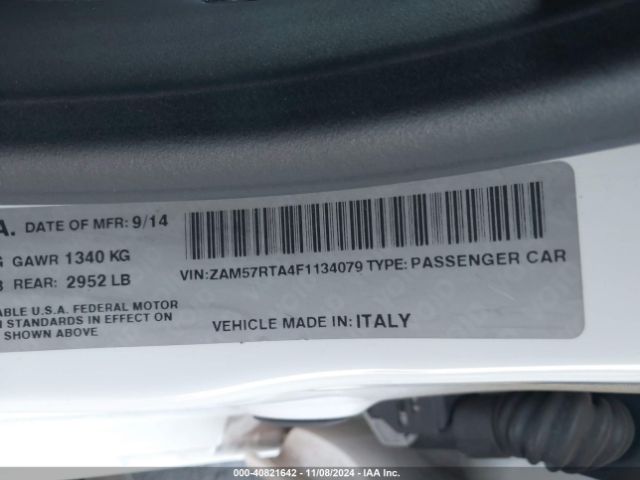 A. DATE OF MFR: 9/14
G GAWR 1340 KG
B REAR: 2952 LB
VIN:ZAM57RTA4F1134079 TYPE: PASSENGER CAR
ABLE U.S.A. FEDERAL MOTOR
N STANDARDS IN EFFECT ON
SHOWN ABOVE
VEHICLE MADE IN: ITALY
000-40821642 - 11/08/2024 - IAA Inc.